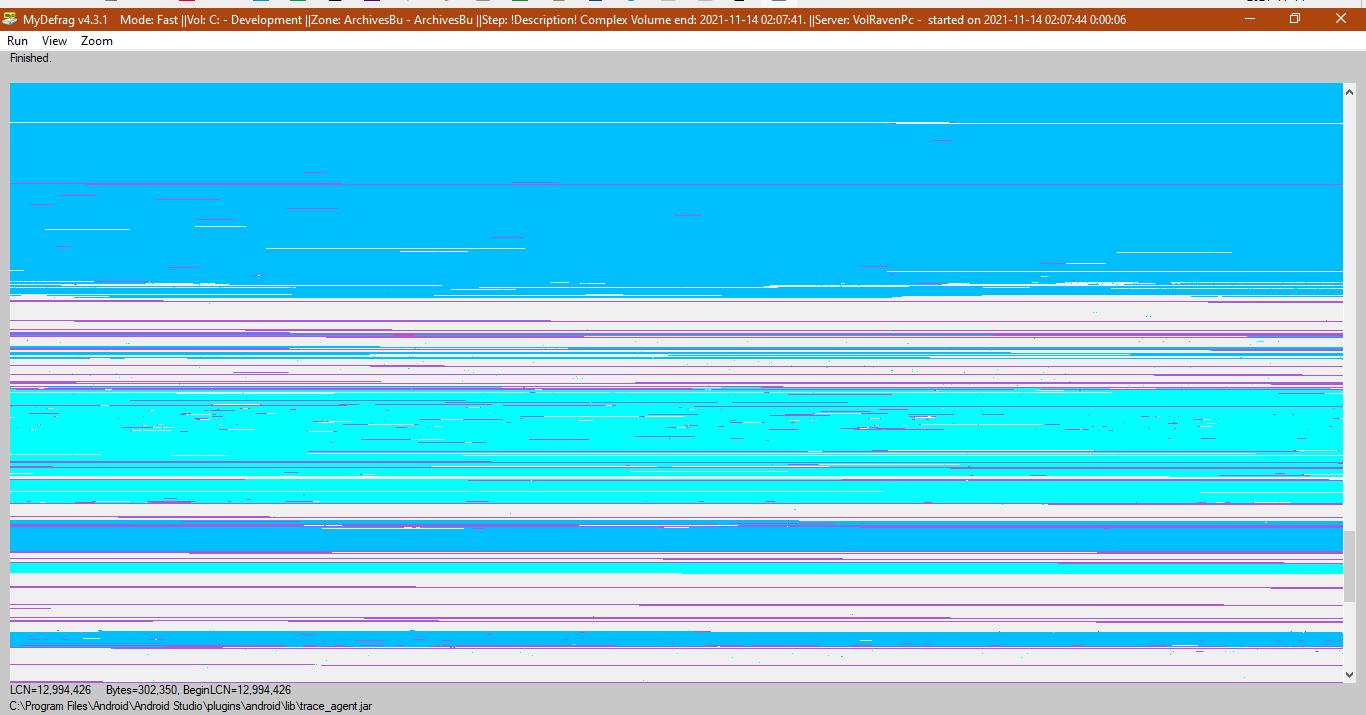 MyDefrag v4.3.1 Mode: Fast ||Vol: C: - Development ||Zone: ArchivesBu - ArchivesBu ||Step: !Description! Complex Volume end: 2021-11-14 02:07:41. ||Server: VolRavenPc - started on 2021-11-14 02:07:44 0:00:06
Run View Zoom
Finished.
LCN=12,994,426 Bytes=302,350, BeginLCN=12,994,426
C:\Program Files\Android\Android Studio\plugins\android\lib\trace_agent.jar